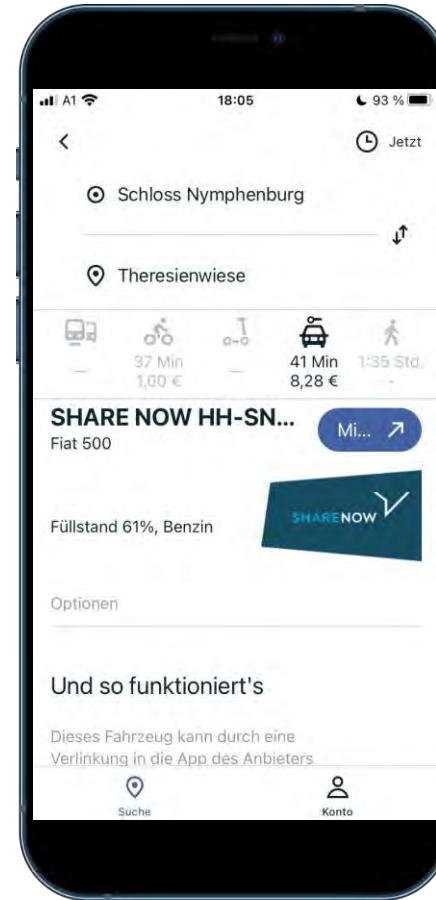 A1 18:05 93 %
Jetzt
Schloss Nymphenburg
Theresienwiese
37 Min 41 Min 1:35 Std.
1,00 € 8,28 €
SHARE NOW HH-SN...
Fiat 500
Mi...
Füllstand 61%, Benzin
SHARE NOW
Optionen
Und so funktioniert's
Dieses Fahrzeug kann durch eine
Verlinkung in die App des Anbieters
Suche Konto